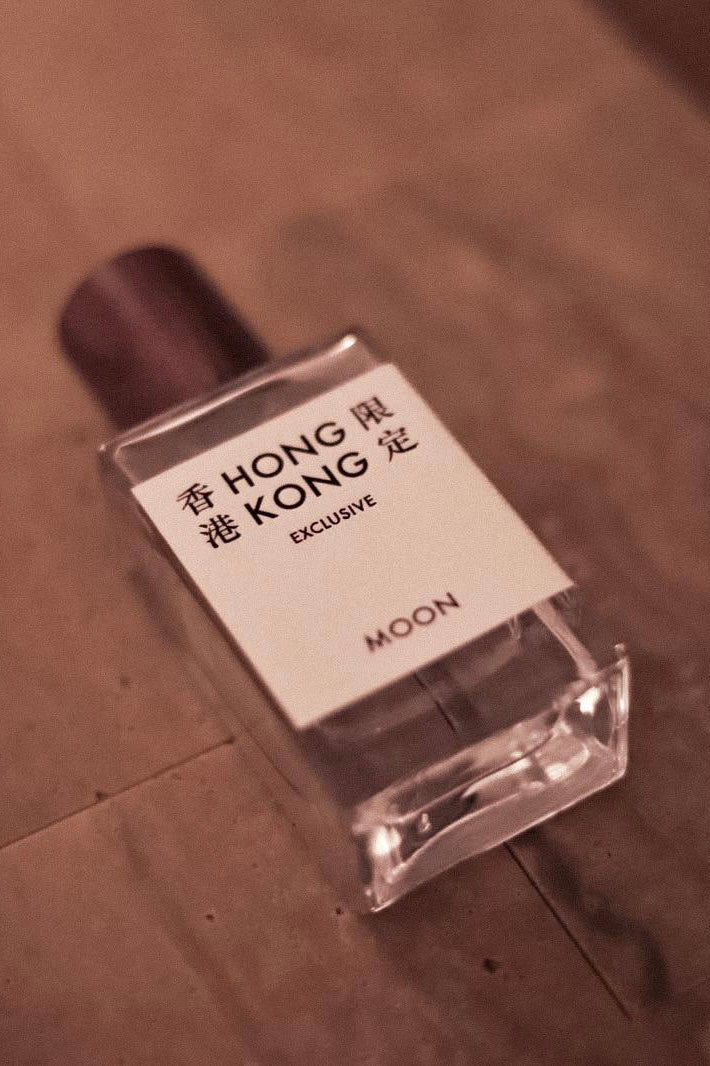 香 HONG 限
港 KONG 定
EXCLUSIVE
MOON